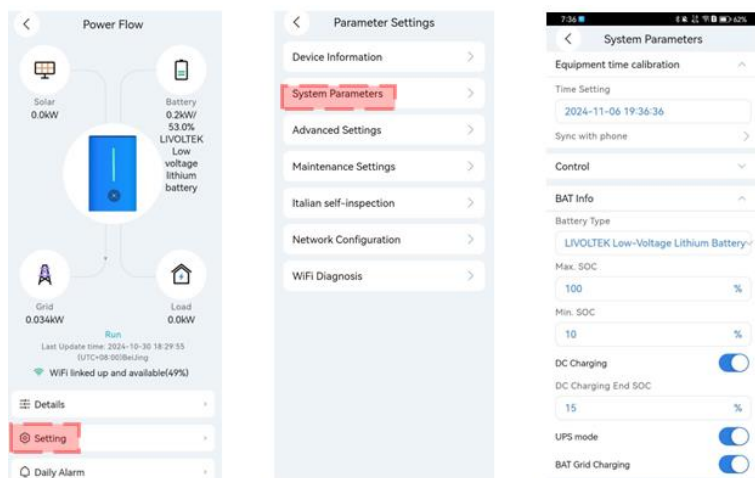 Power Flow
Solar
0.0kW
Battery
0.2kW/
53.0%
LIVOLTEK
Low
voltage
lithium
battery
Grid
0.034kW
Load
0.0kW
Run
Last Update time: 2024-10-30 18:29:55
(UTC+08:00)BeiJing
WiFi linked up and available(49%)
Details
Setting
Daily Alarm
Parameter Settings
Device Information
System Parameters
Advanced Settings
Maintenance Settings
Italian self-inspection
Network Configuration
WiFi Diagnosis
7:36
62%
System Parameters
Equipment time calibration
Time Setting
2024-11-06 19:36:36
Sync with phone
Control
BAT Info
Battery Type
LIVOLTEK Low-Voltage Lithium Battery
Max. SOC
100 %
Min. SOC
10 %
DC Charging
DC Charging End SOC
15 %
UPS mode
BAT Grid Charging